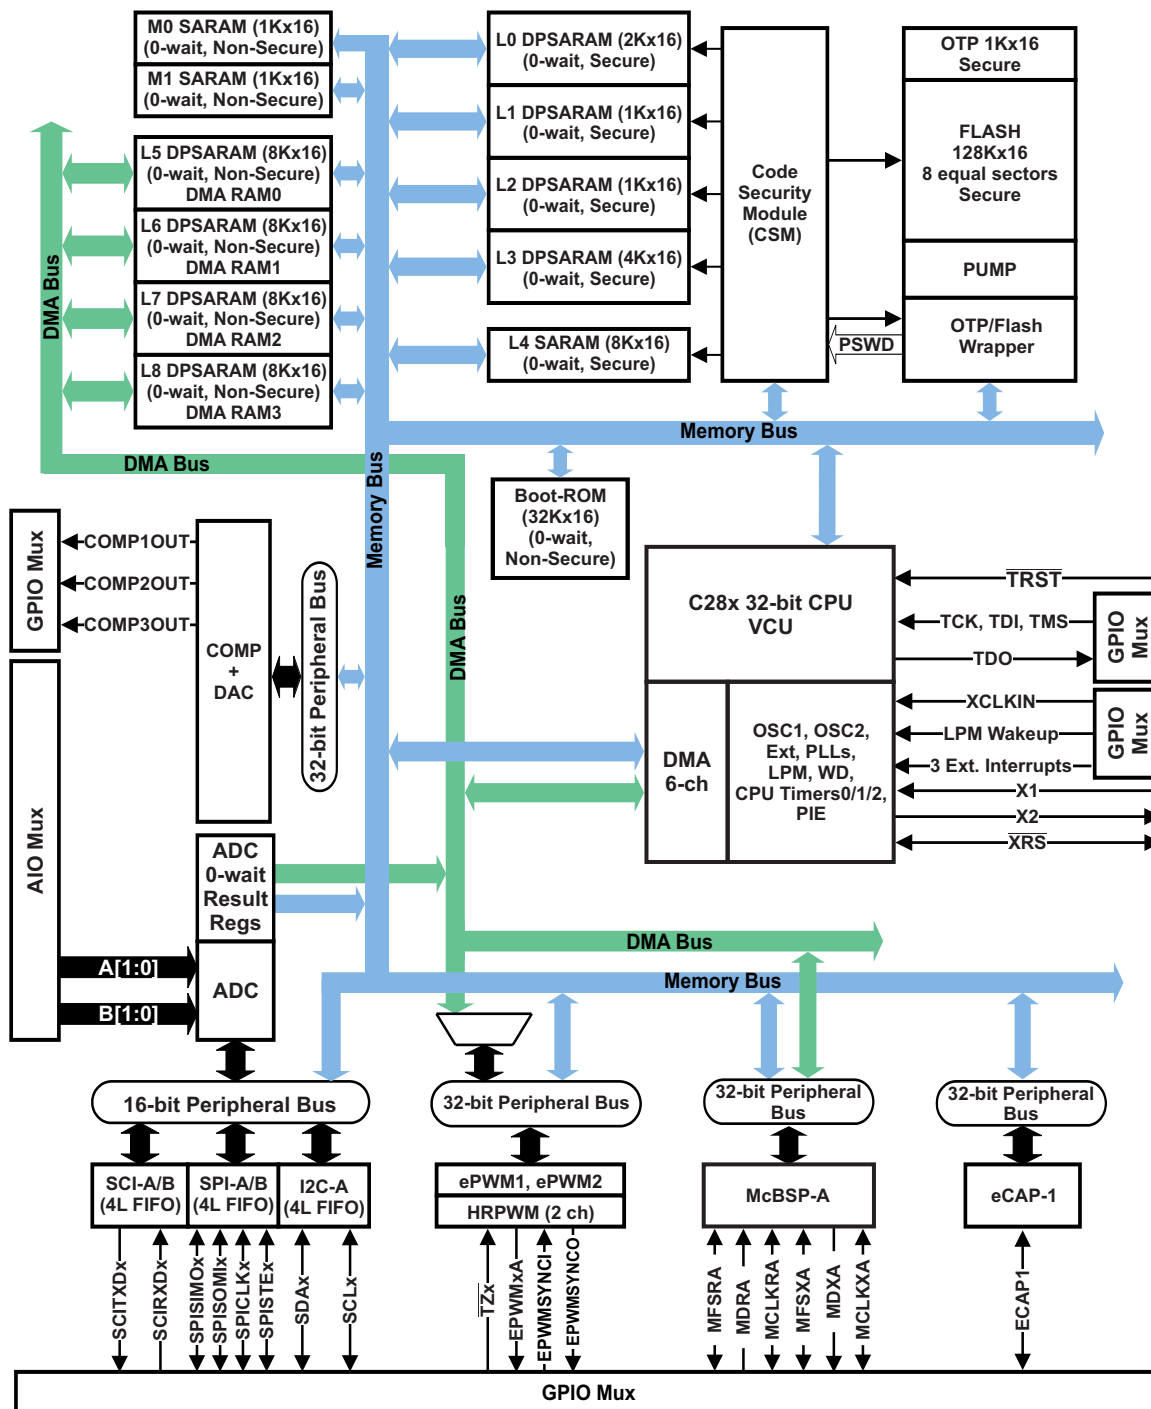 M0 SARAM (1Kx16)
(0-wait, Non-Secure)
M1 SARAM (1Kx16)
(0-wait, Non-Secure)
L5 DPSARAM (8Kx16)
(0-wait, Non-Secure)
DMA RAM0
L6 DPSARAM (8Kx16)
(0-wait, Non-Secure)
DMA RAM1
L7 DPSARAM (8Kx16)
(0-wait, Non-Secure)
DMA RAM2
L8 DPSARAM (8Kx16)
(0-wait, Non-Secure)
DMA RAM3
DMA Bus
L0 DPSARAM (2Kx16)
(0-wait, Secure)
L1 DPSARAM (1Kx16)
(0-wait, Secure)
L2 DPSARAM (1Kx16)
(0-wait, Secure)
L3 DPSARAM (4Kx16)
(0-wait, Secure)
L4 SARAM (8Kx16)
(0-wait, Secure)
Code
Security
Module
(CSM)
OTP 1Kx16
Secure
FLASH
128Kx16
8 equal sectors
Secure
PUMP
OTP/Flash
Wrapper
PSWD
Memory Bus
DMA Bus
Memory Bus
Boot-ROM
(32Kx16)
(0-wait,
Non-Secure)
GPIO Mux
COMP1OUT
COMP2OUT
COMP3OUT
COMP
+
DAC
32-bit Peripheral Bus
DMA Bus
C28x 32-bit CPU
VCU
TRST
TCK, TDI, TMS
TDO
GPIO
Mux
DMA
6-ch
OSC1, OSC2,
Ext, PLLs,
LPM, WD,
CPU Timers0/1/2,
PIE
XCLKIN
LPM Wakeup
3 Ext. Interrupts
GPIO
Mux
X1
X2
XRS
AIO Mux
ADC
0-wait
Result
Regs
ADC
A[1:0]
B[1:0]
DMA Bus
Memory Bus
16-bit Peripheral Bus
32-bit Peripheral Bus
32-bit Peripheral
Bus
32-bit Peripheral
Bus
SCI-A/B
(4L FIFO)
SPI-A/B
(4L FIFO)
I2C-A
(4L FIFO)
ePWM1, ePWM2
HRPWM (2 ch)
McBSP-A
eCAP-1
SCITXDx
SCIRXDx
SPISIMOx
SPISOMIx
SPICLKx
SPISTEx
SDAx
SCLx
TZx
EPWMxA
EPWMSYNCI
EPWMSYNCO
MFSRA
MDRA
MCLKRA
MFSXA
MDXA
MCLKXA
ECAP1
GPIO Mux